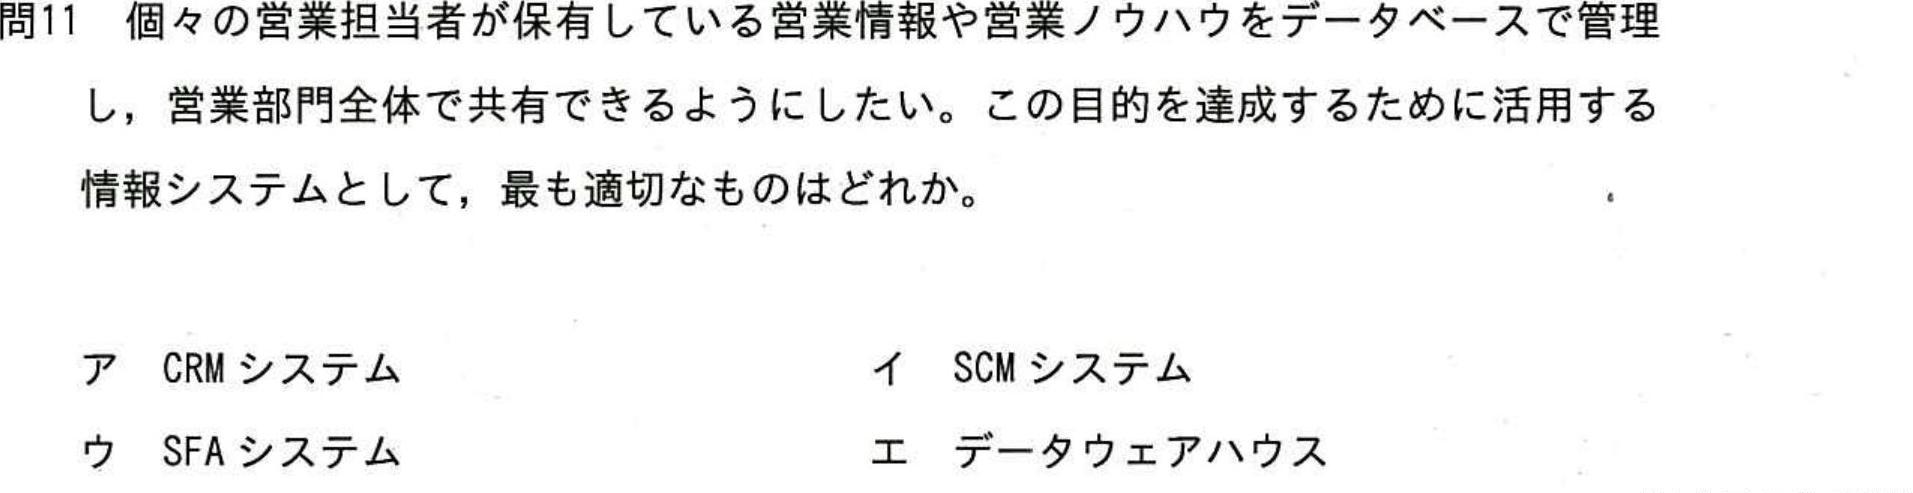 問11　個々の営業担当者が保有している営業情報や営業ノウハウをデータベースで管理
し，営業部門全体で共有できるようにしたい。この目的を達成するために活用する
情報システムとして，最も適切なものはどれか。
ア　CRM システム　イ　SCM システム
ウ　SFA システム　エ　データウェアハウス